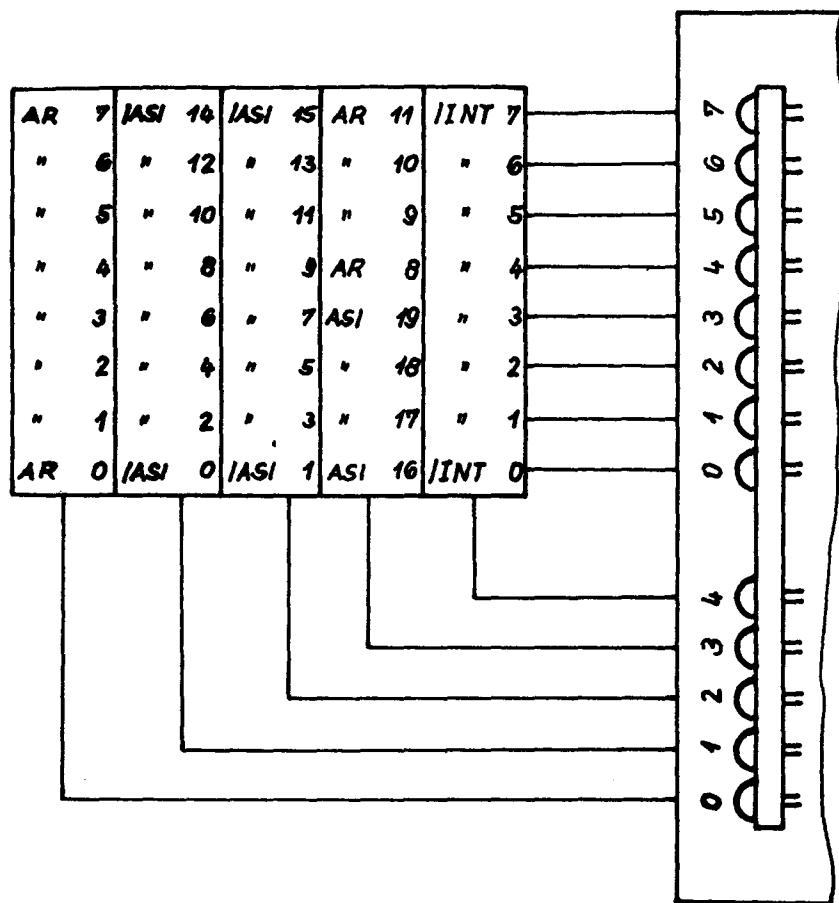 AR 7 /ASI 14 /ASI 15 AR 11 /INT 7 7
" 6 " 12 " 13 " 10 " 6 6
" 5 " 10 " 11 " 9 " 5 5
" 4 " 8 " 9 AR 8 " 4 4
" 3 " 6 " 7 ASI 19 " 3 3
" 2 " 4 " 5 " 18 " 2 2
" 1 " 2 " 3 " 17 " 1 1
AR 0 /ASI 0 /ASI 1 ASI 16 /INT 0 0
4
3
2
1
0